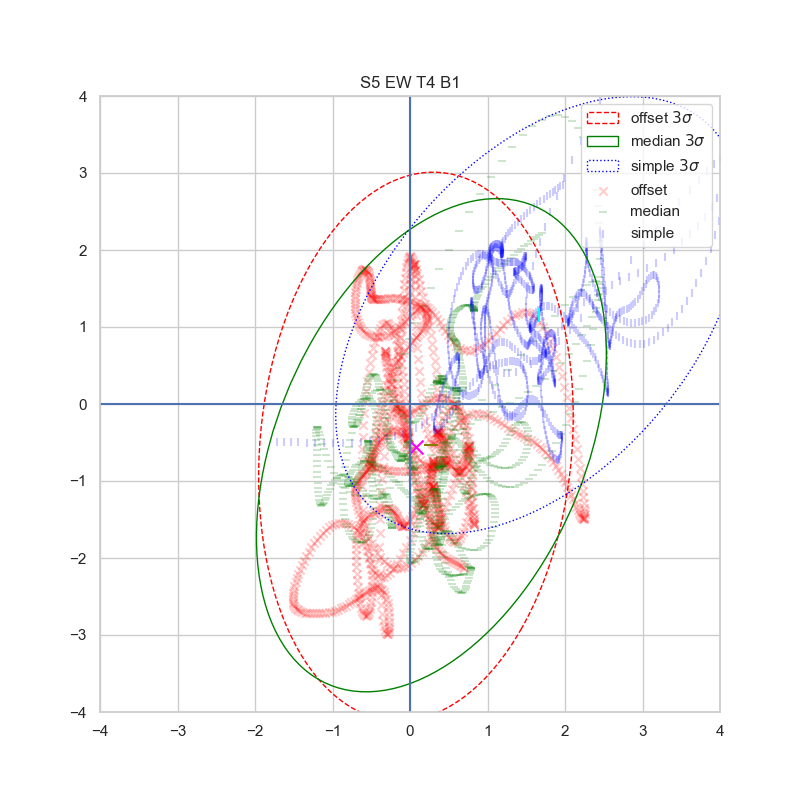 S5 EW T4 B1
offset 3σ
median 3σ
simple 3σ
offset
median
simple
4
3
2
1
0
−1
−2
−3
−4
−4 −3 −2 −1 0 1 2 3 4